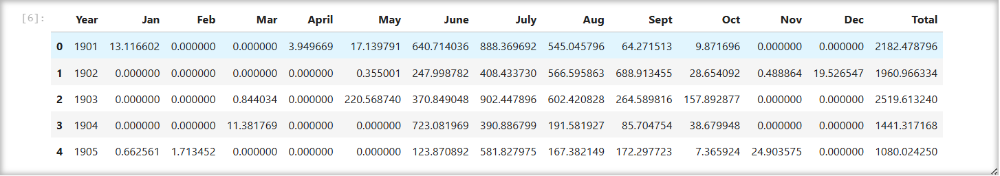 [6]: Year Jan Feb Mar April May June July Aug Sept Oct Nov Dec Total
0 1901 13.116602 0.000000 0.000000 3.949669 17.139791 640.714036 888.369692 545.045796 64.271513 9.871696 0.000000 0.000000 2182.478796
1 1902 0.000000 0.000000 0.000000 0.000000 0.355001 247.998782 408.433730 566.595863 688.913455 28.654092 0.488864 19.526547 1960.966334
2 1903 0.000000 0.000000 0.844034 0.000000 220.568740 370.849048 902.447896 602.420828 264.589816 157.892877 0.000000 0.000000 2519.613240
3 1904 0.000000 0.000000 11.381769 0.000000 0.000000 723.081969 390.886799 191.581927 85.704754 38.679948 0.000000 0.000000 1441.317168
4 1905 0.662561 1.713452 0.000000 0.000000 0.000000 123.870892 581.827975 167.382149 172.297723 7.365924 24.903575 0.000000 1080.024250